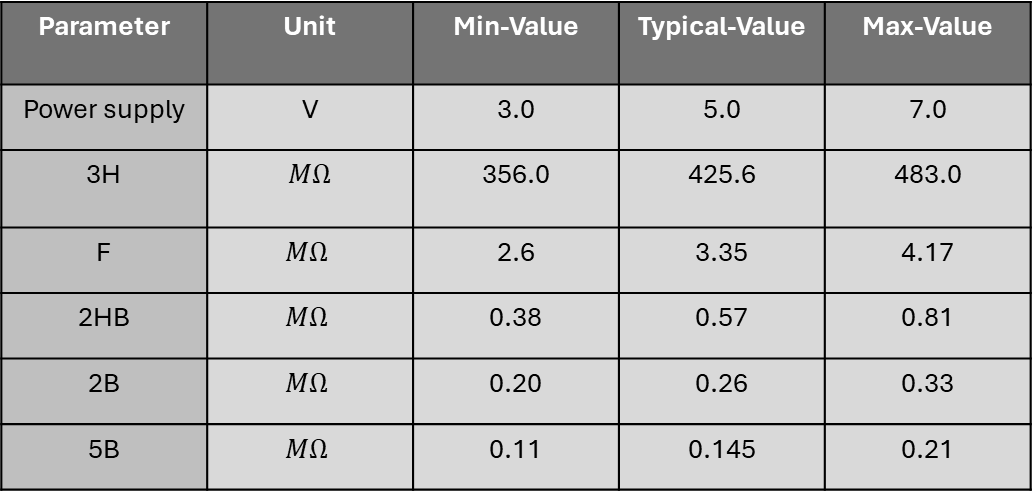 Parameter Unit Min-Value Typical-Value Max-Value
Power supply V 3.0 5.0 7.0
3H MΩ 356.0 425.6 483.0
F MΩ 2.6 3.35 4.17
2HB MΩ 0.38 0.57 0.81
2B MΩ 0.20 0.26 0.33
5B MΩ 0.11 0.145 0.21